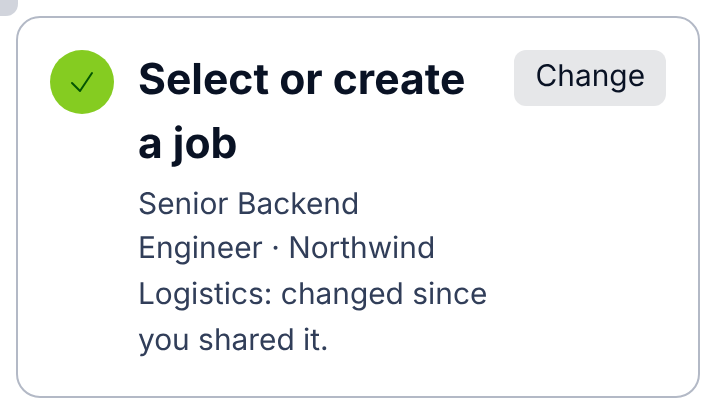 Select or create
a job
Change
Senior Backend
Engineer · Northwind
Logistics: changed since
you shared it.